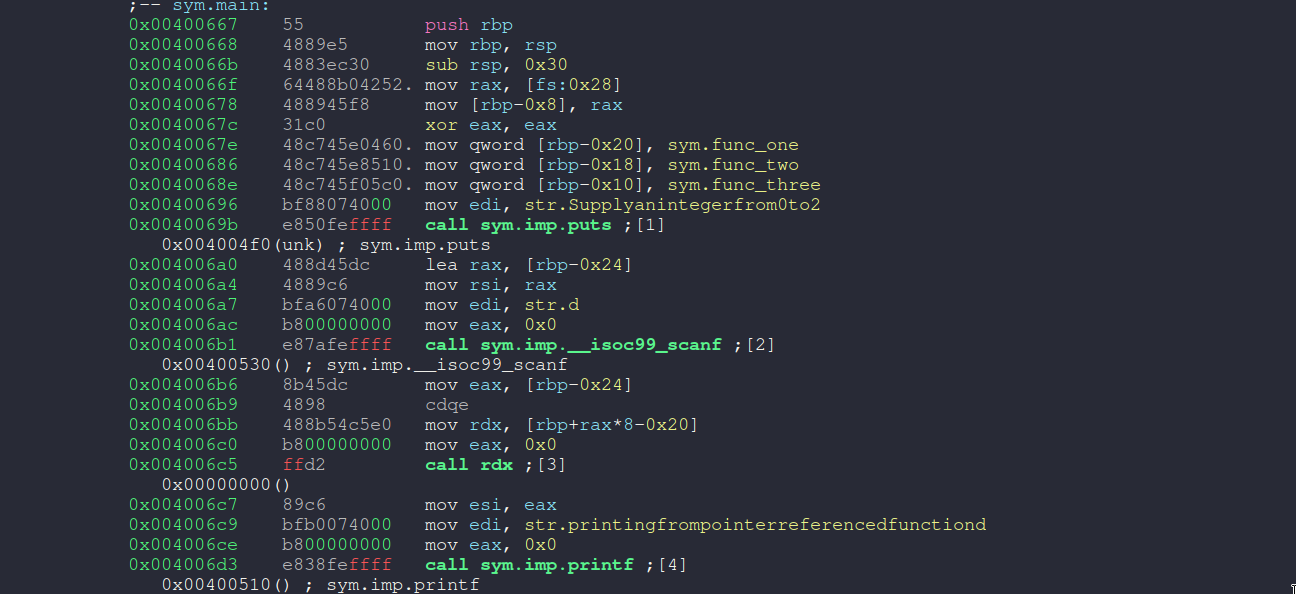 ;-- sym.main:
0x00400667 55 push rbp
0x00400668 4889e5 mov rbp, rsp
0x0040066b 4883ec30 sub rsp, 0x30
0x0040066f 64488b04252. mov rax, [fs:0x28]
0x00400678 488945f8 mov [rbp-0x8], rax
0x0040067c 31c0 xor eax, eax
0x0040067e 48c745e0460. mov qword [rbp-0x20], sym.func_one
0x00400686 48c745e8510. mov qword [rbp-0x18], sym.func_two
0x0040068e 48c745f05c0. mov qword [rbp-0x10], sym.func_three
0x00400696 bf88074000 mov edi, str.Supplyanintegerfrom0to2
0x0040069b e850feffff call sym.imp.puts ;[1]
0x004004f0(unk) ; sym.imp.puts
0x004006a0 488d45dc lea rax, [rbp-0x24]
0x004006a4 4889c6 mov rsi, rax
0x004006a7 bfa6074000 mov edi, str.d
0x004006ac b800000000 mov eax, 0x0
0x004006b1 e87afeffff call sym.imp.__isoc99_scanf ;[2]
0x00400530() ; sym.imp.__isoc99_scanf
0x004006b6 8b45dc mov eax, [rbp-0x24]
0x004006b9 4898 cdqe
0x004006bb 488b54c5e0 mov rdx, [rbp+rax*8-0x20]
0x004006c0 b800000000 mov eax, 0x0
0x004006c5 ffd2 call rdx ;[3]
0x00000000()
0x004006c7 89c6 mov esi, eax
0x004006c9 bfb0074000 mov edi, str.printingfrompointerreferencedfunctiond
0x004006ce b800000000 mov eax, 0x0
0x004006d3 e838feffff call sym.imp.printf ;[4]
0x00400510() ; sym.imp.printf